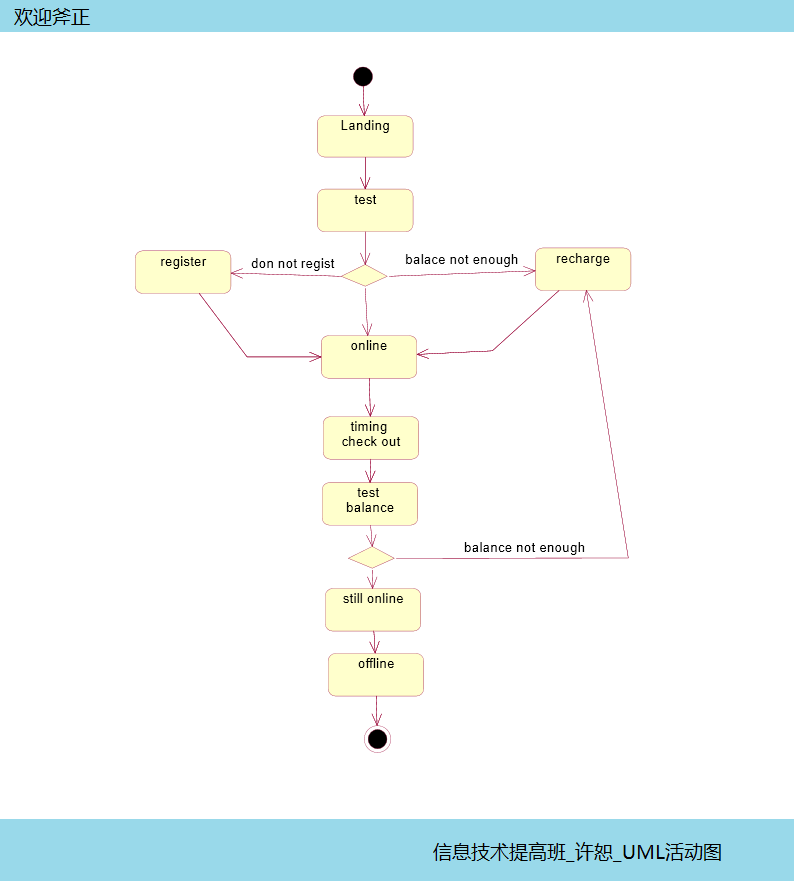 欢迎斧正
Landing
test
register
don not regist
balace not enough
recharge
online
timing
check out
test
balance
balance not enough
still online
offline
信息技术提高班_许恕_UML活动图